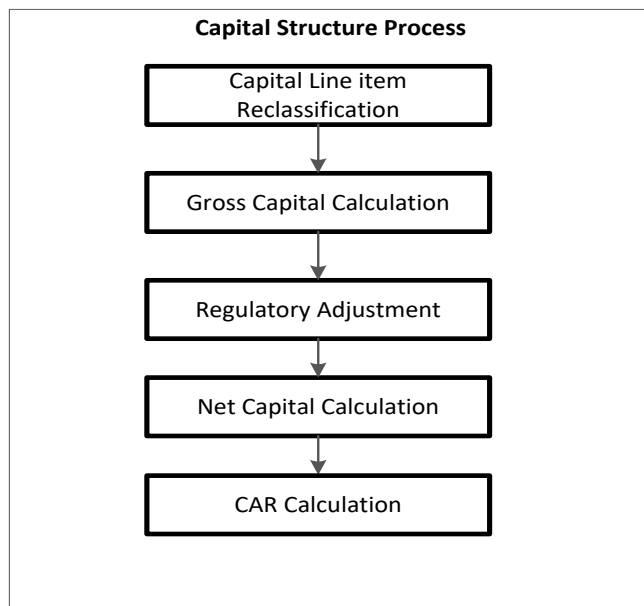 Capital Structure Process
Capital Line item
Reclassification
Gross Capital Calculation
Regulatory Adjustment
Net Capital Calculation
CAR Calculation